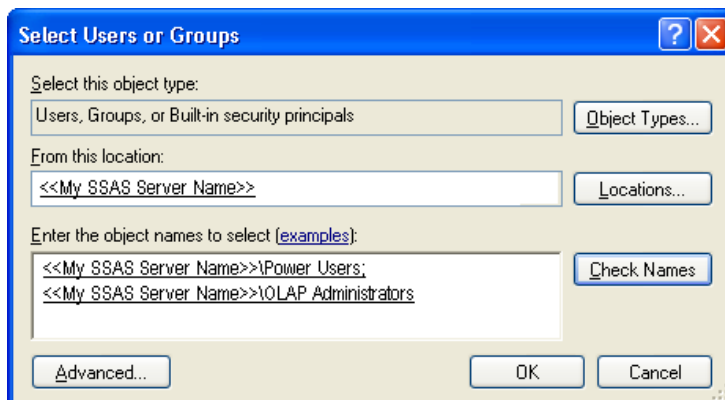 Select Users or Groups
?
X
Select this object type:
Users, Groups, or Built-in security principals
Object Types...
From this location:
<<My SSAS Server Name>>
Locations...
Enter the object names to select (examples):
<<My SSAS Server Name>>\Power Users;
<<My SSAS Server Name>>\OLAP Administrators
Check Names
Advanced...
OK
Cancel